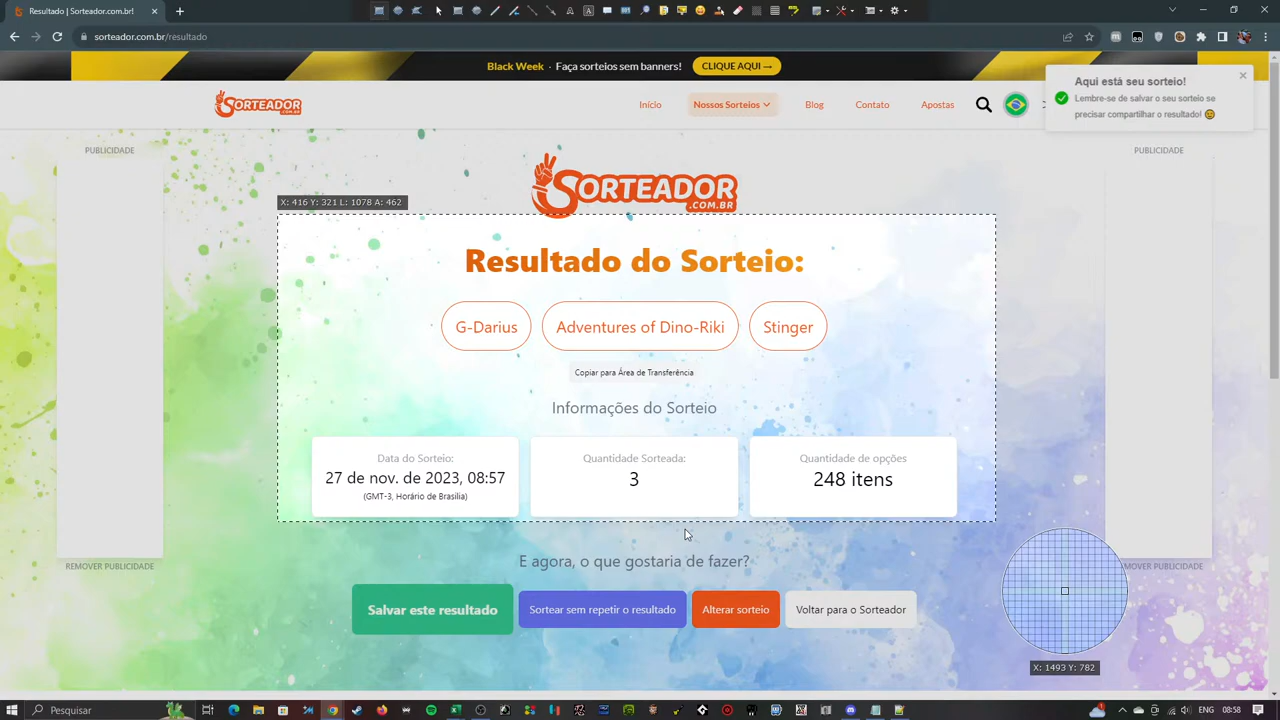 Resultado | Sorteador.com.br!
sorteador.com.br/resultado
Black Week - Faça sorteios sem banners! CLIQUE AQUI →
SORTEADOR
.COM.BR
Início
Nossos Sorteios
Blog
Contato
Apostas
Aqui está seu sorteio!
Lembre-se de salvar o seu sorteio se
precisar compartilhar o resultado!
PUBLICIDADE
PUBLICIDADE
SORTEADOR
.COM.BR
X: 416 Y: 321 L: 1078 A: 462
Resultado do Sorteio:
G-Darius
Adventures of Dino-Riki
Stinger
Copiar para Área de Transferência
Informações do Sorteio
Data do Sorteio:
27 de nov. de 2023, 08:57
(GMT-3, Horário de Brasilia)
Quantidade Sorteada:
3
Quantidade de opções
248 itens
E agora, o que gostaria de fazer?
REMOVER PUBLICIDADE
MOVER PUBLICIDADE
Salvar este resultado
Sortear sem repetir o resultado
Alterar sorteio
Voltar para o Sorteador
X: 1493 Y: 782
Pesquisar
08:58